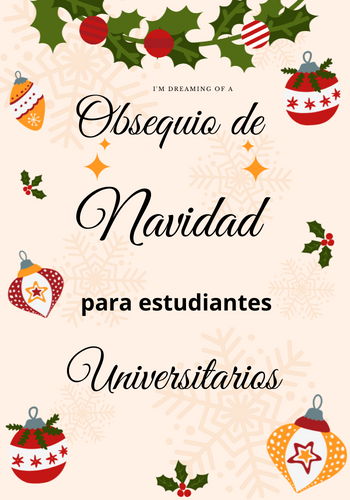 I'M DREAMING OF A
Obsequio de
Navidad
para estudiantes
Universitarios